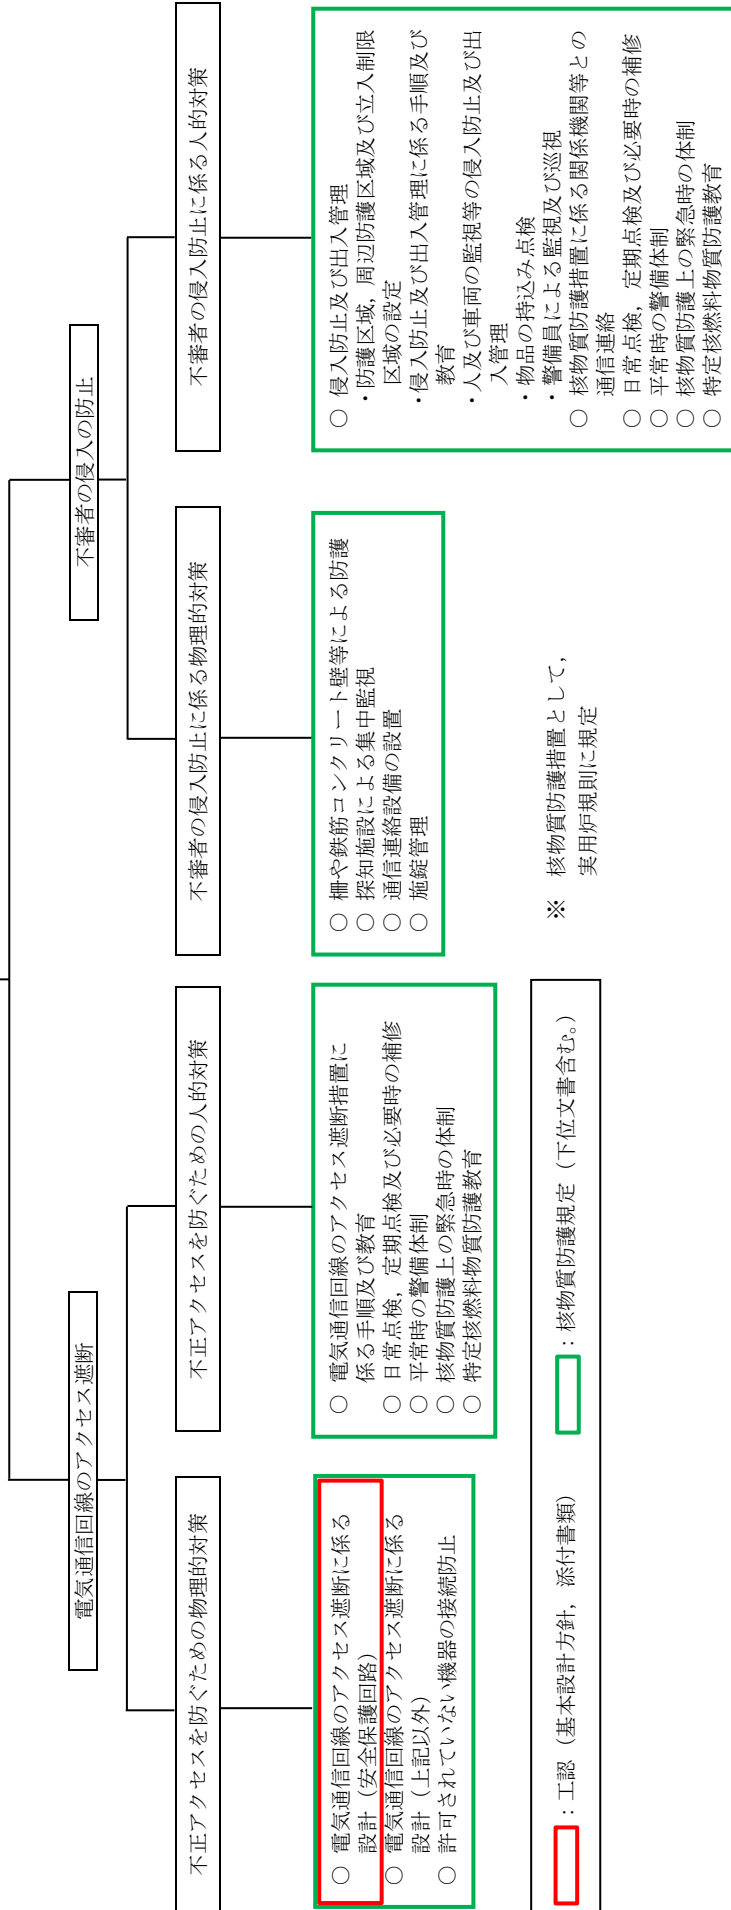 電気通信回線のアクセス遮断
不審者の侵入の防止
不正アクセスを防ぐための物理的対策
不正アクセスを防ぐための人的対策
不審者の侵入防止に係る物理的対策
不審者の侵入防止に係る人的対策
○ 電気通信回線のアクセス遮断に係る
設計（安全保護回路）
○ 電気通信回線のアクセス遮断に係る
設計（上記以外）
○ 許可されていない機器の接続防止
○ 電気通信回線のアクセス遮断措置に
係る手順及び教育
○ 日常点検，定期点検及び必要時の補修
○ 平常時の警備体制
○ 核物質防護上の緊急時の体制
○ 特定核燃料物質防護教育
○ 柵や鉄筋コンクリート壁等による防護
○ 探知施設による集中監視
○ 通信連絡設備の設置
○ 施錠管理
○ 侵入防止及び出入管理
・防護区域，周辺防護区域及び立入制限
区域の設定
・侵入防止及び出入管理に係る手順及び
教育
・人及び車両の監視等の侵入防止及び出
入管理
・物品の持込み点検
・警備員による監視及び巡視
○ 核物質防護措置に係る関係機関等との
通信連絡
○ 日常点検，定期点検及び必要時の補修
○ 平常時の警備体制
○ 核物質防護上の緊急時の体制
○ 特定核燃料物質防護教育
：工認（基本設計方針，添付書類）
：核物質防護規定（下位文書含む。）
※ 核物質防護措置として，
実用炉規則に規定